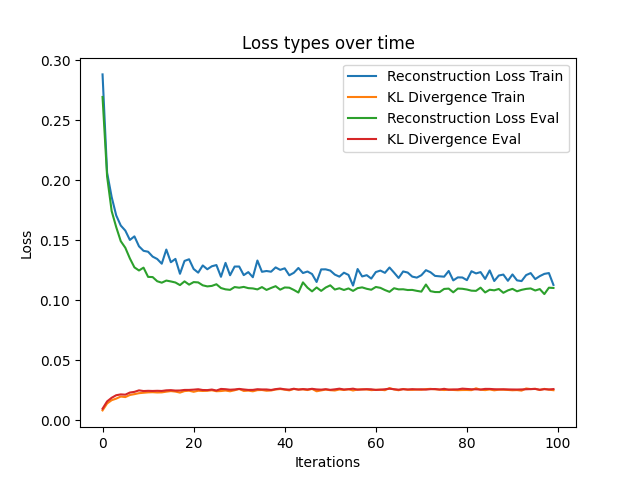 Loss types over time
Reconstruction Loss Train
KL Divergence Train
Reconstruction Loss Eval
KL Divergence Eval
0.30
0.25
0.20
0.15
0.10
0.05
0.00
Loss
0 20 40 60 80 100
Iterations